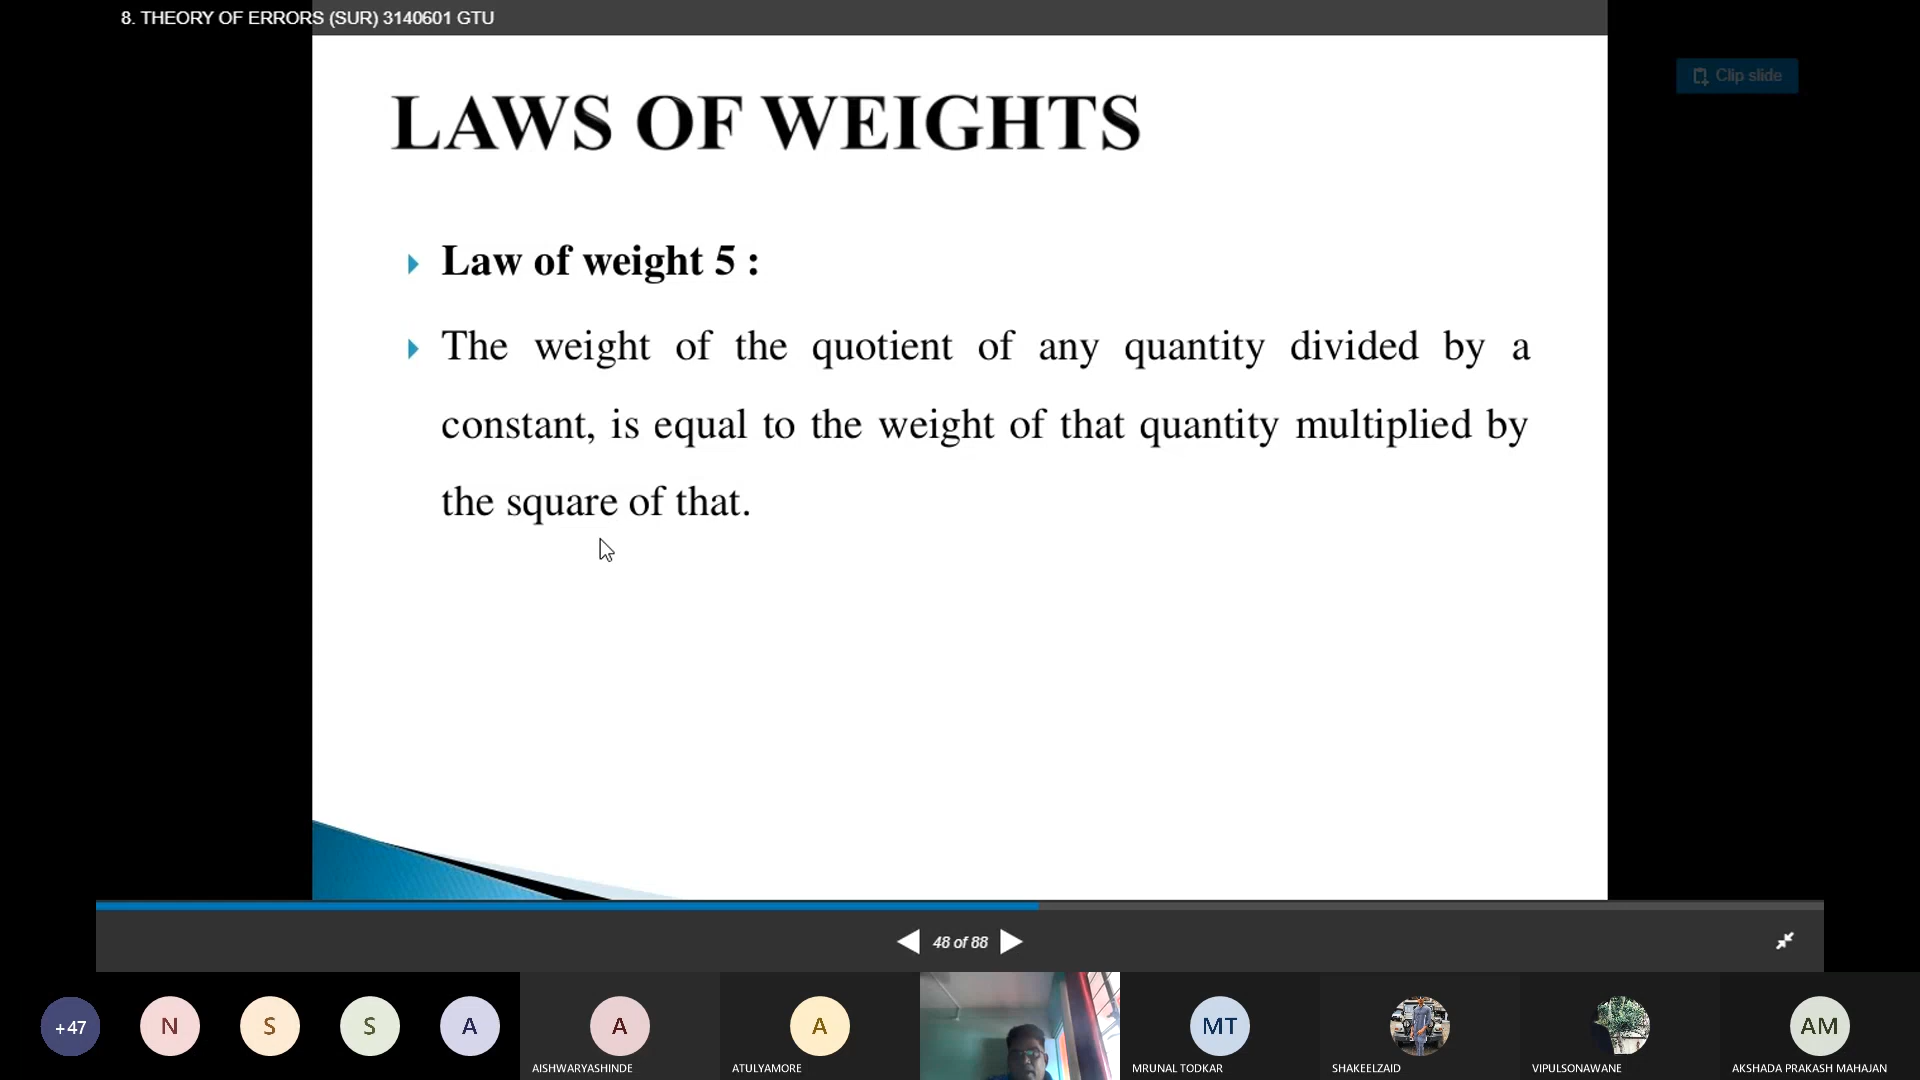 8. THEORY OF ERRORS (SUR) 3140601 GTU
Clip slide
LAWS OF WEIGHTS
Law of weight 5 :
The weight of the quotient of any quantity divided by a
constant, is equal to the weight of that quantity multiplied by
the square of that.
48 of 88
+47
N
S
S
A
A
A
MT
AM
AISHWARYASHINDE
ATULYAMORE
MRUNAL TODKAR
SHAKEELZAID
VIPULSONAWANE
AKSHADA PRAKASH MAHAJAN